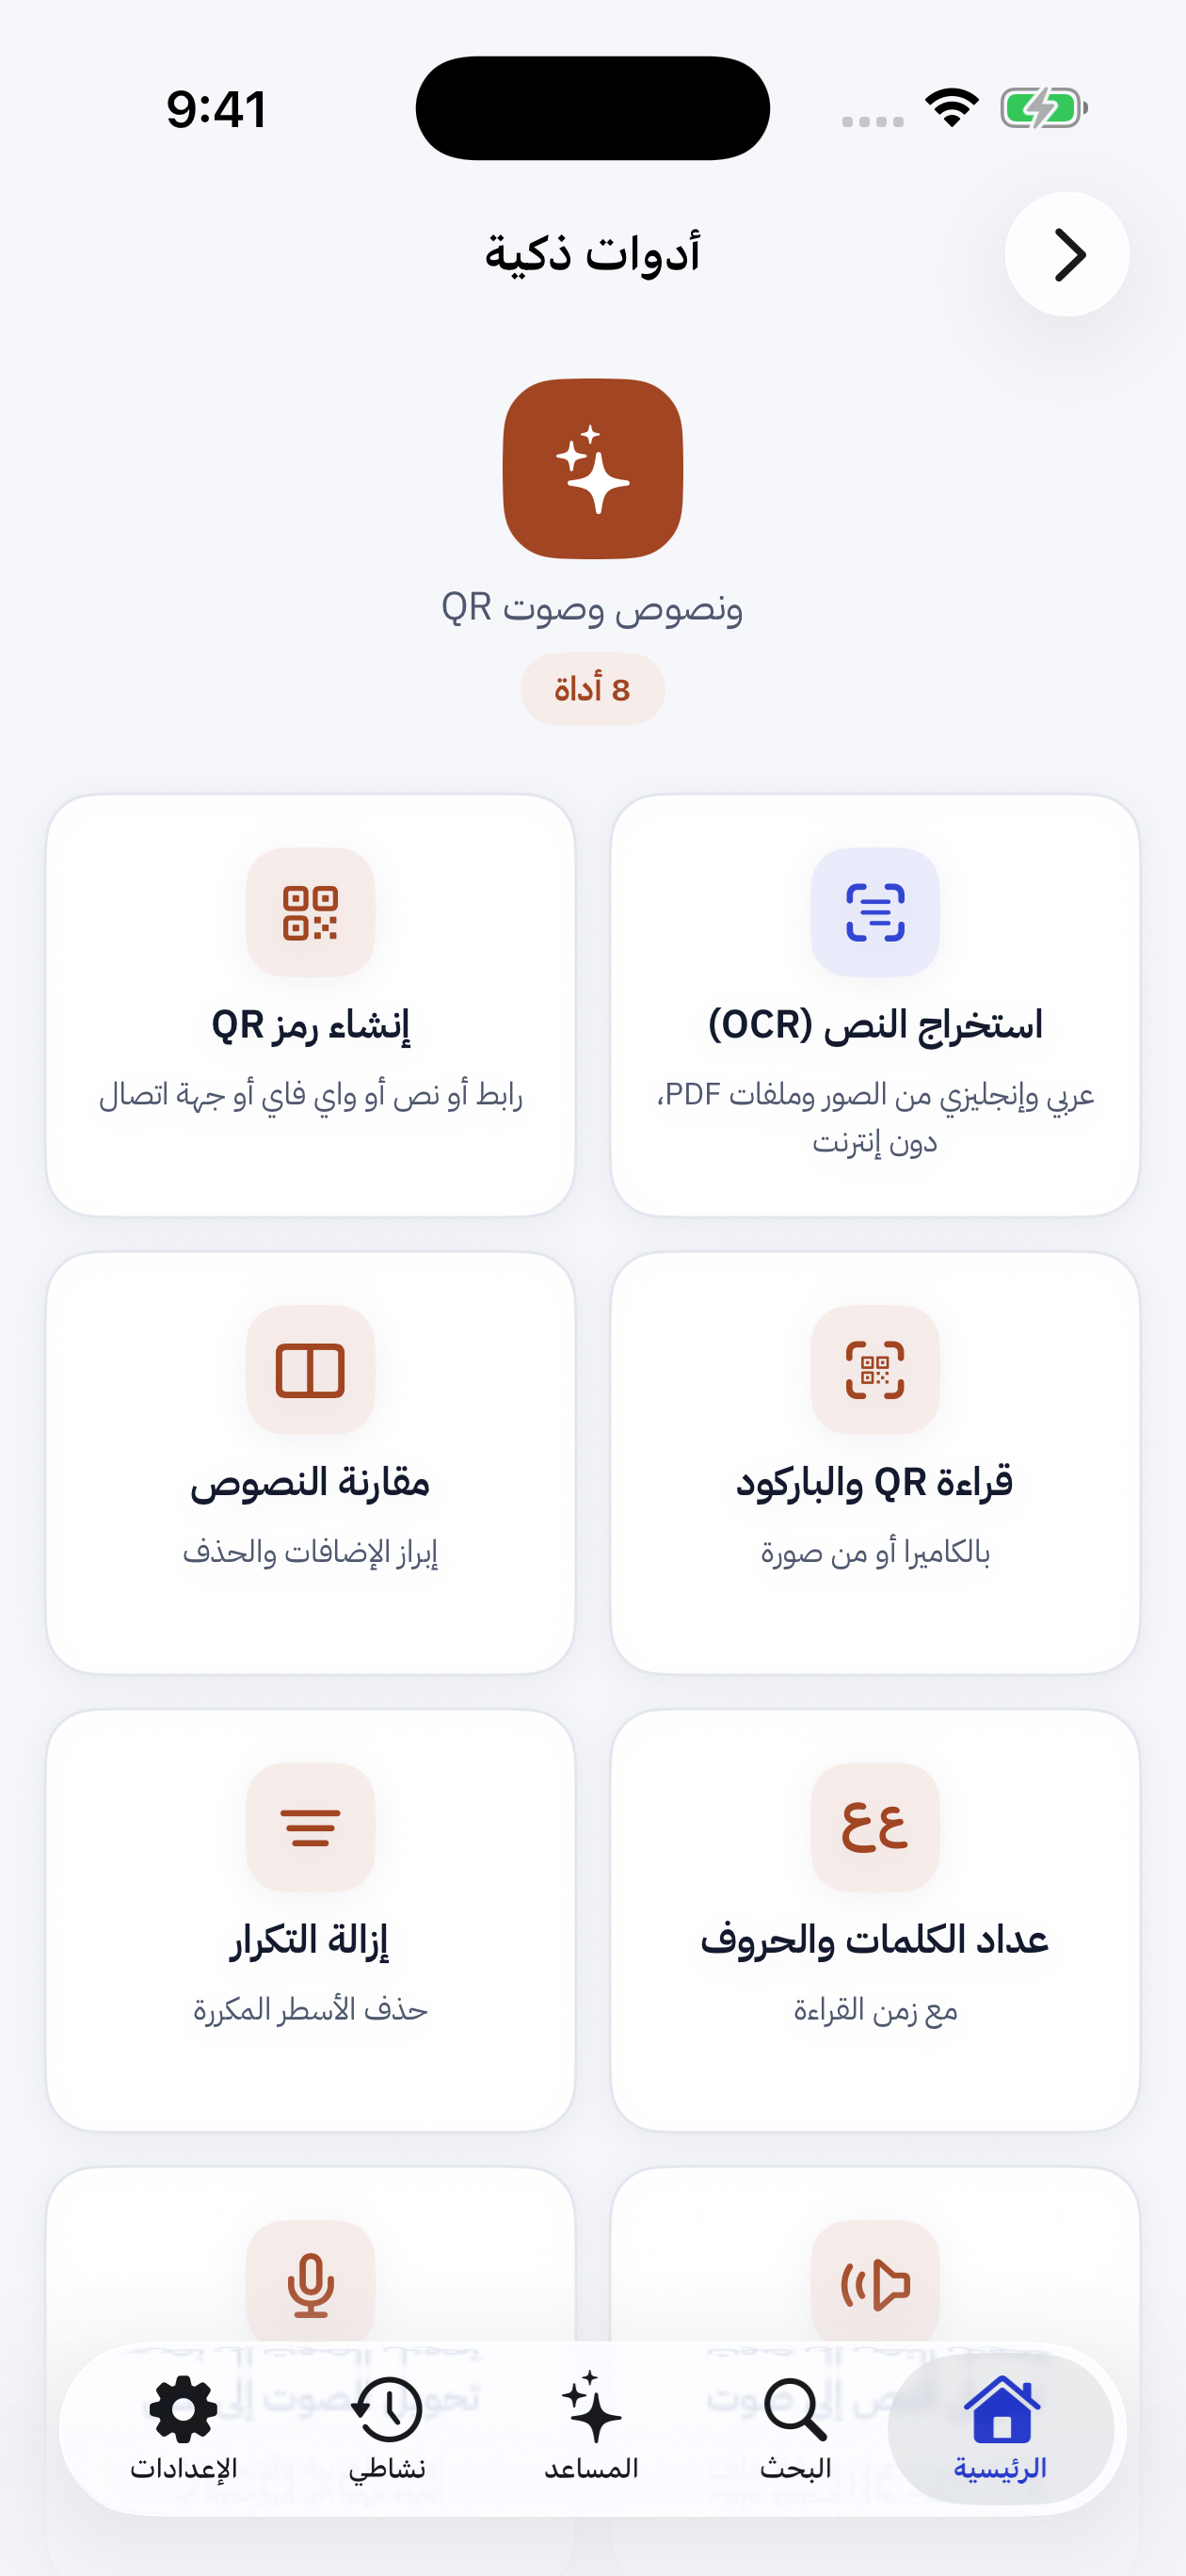 9:41
أدوات ذكية
QR ونصوص وصوت
8 أداة
استخراج النص (OCR)
عربي وإنجليزي من الصور وملفات PDF،
دون إنترنت
إنشاء رمز QR
رابط أو نص أو واي فاي أو جهة اتصال
قراءة QR والباركود
بالكاميرا أو من صورة
مقارنة النصوص
إبراز الإضافات والحذف
عداد الكلمات والحروف
مع زمن القراءة
إزالة التكرار
حذف الأسطر المكررة
الرئيسية
البحث
المساعد
نشاطي
الإعدادات